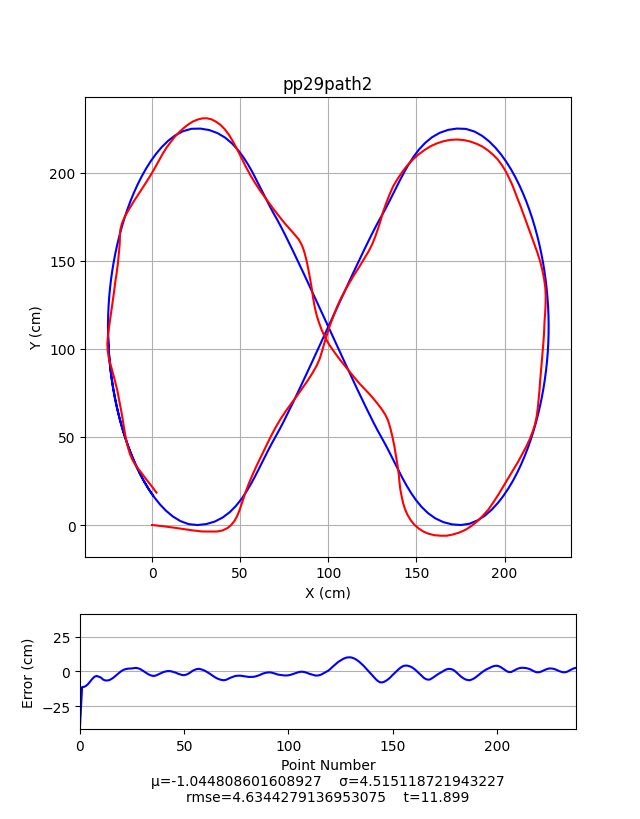 pp29path2
200
150
100
50
0
Y (cm)
0 50 100 150 200
X (cm)
25
0
−25
Error (cm)
0 50 100 150 200
Point Number
μ=-1.044808601608927 σ=4.515118721943227
rmse=4.6344279136953075 t=11.899